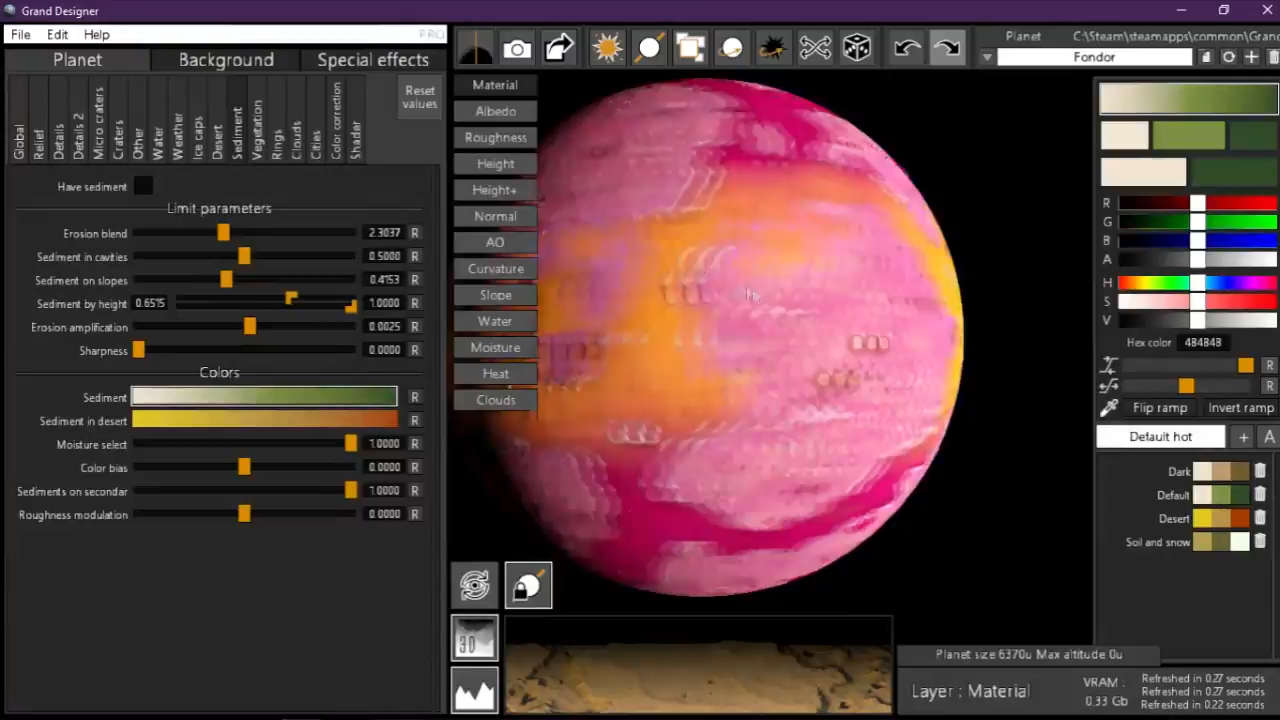 Grand Designer
File Edit Help PRO
Planet Background Special effects
Global Relief Details Details 2 Micro craters Craters Other Water Weather Ice caps Desert Sediment Vegetation Rings Clouds Cities Color correction Shader
Reset values
Have sediment
Limit parameters
Erosion blend 2.3037 R
Sediment in cavities 0.5000 R
Sediment on slopes 0.4153 R
Sediment by height 0.6515 1.0000 R
Erosion amplification 0.0025 R
Sharpness 0.0000 R
Colors
Sediment R
Sediment in desert R
Moisture select 1.0000 R
Color bias 0.0000 R
Sediments on secondar 1.0000 R
Roughness modulation 0.0000 R
Material
Albedo
Roughness
Height
Height+
Normal
AO
Curvature
Slope
Water
Moisture
Heat
Clouds
30
Planet C:\Steam\steamapps\common\Granc
Fondor
R
G
B
A
H
S
V
Hex color 484848
R
R
Flip ramp Invert ramp
Default hot + A
Dark
Default
Desert
Soil and snow
Planet size 6370u Max altitude 0u
Layer : Material
VRAM :
0.33 Gb
Refreshed in 0.27 seconds
Refreshed in 0.27 seconds
Refreshed in 0.22 seconds